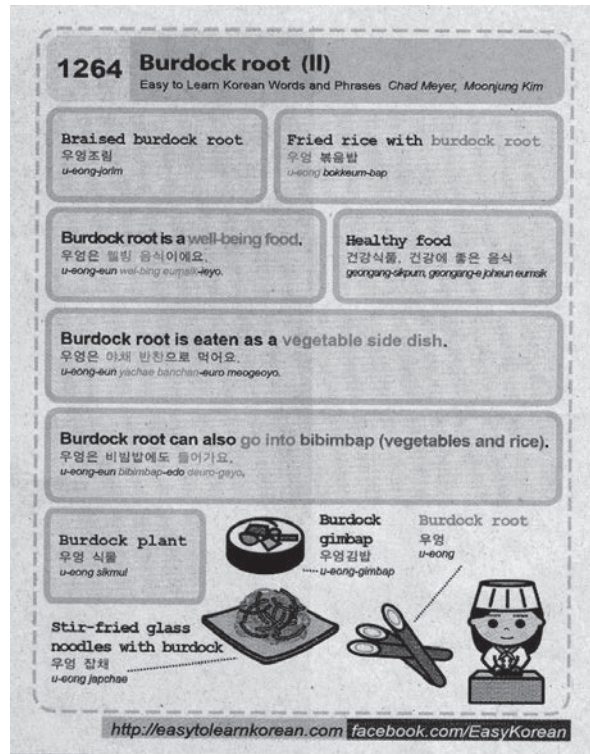 1264 Burdock root (II)
Easy to Learn Korean Words and Phrases Chad Meyer, Moonjung Kim
Braised burdock root
우엉조림
u-eong-jorim
Fried rice with burdock root
우엉 볶음밥
u-eong bokkeum-bap
Burdock root is a well-being food.
우엉은 웰빙 음식이에요.
u-eong-eun wel-bing eumsik-ieyo.
Healthy food
건강식품, 건강에 좋은 음식
geongang-sikpum, geongang-e joheun eumsik
Burdock root is eaten as a vegetable side dish.
우엉은 야채 반찬으로 먹어요.
u-eong-eun yachae banchan-euro meogeoyo.
Burdock root can also go into bibimbap (vegetables and rice).
우엉은 비빔밥에도 들어가요.
u-eong-eun bibimbap-edo deuro-gayo.
Burdock plant
우엉 식물
u-eong sikmul
Burdock
gimbap
우엉김밥
u-eong-gimbap
Burdock root
우엉
u-eong
Stir-fried glass
noodles with burdock
우엉 잡채
u-eong japchae
http://easytolearnkorean.com facebook.com/EasyKorean